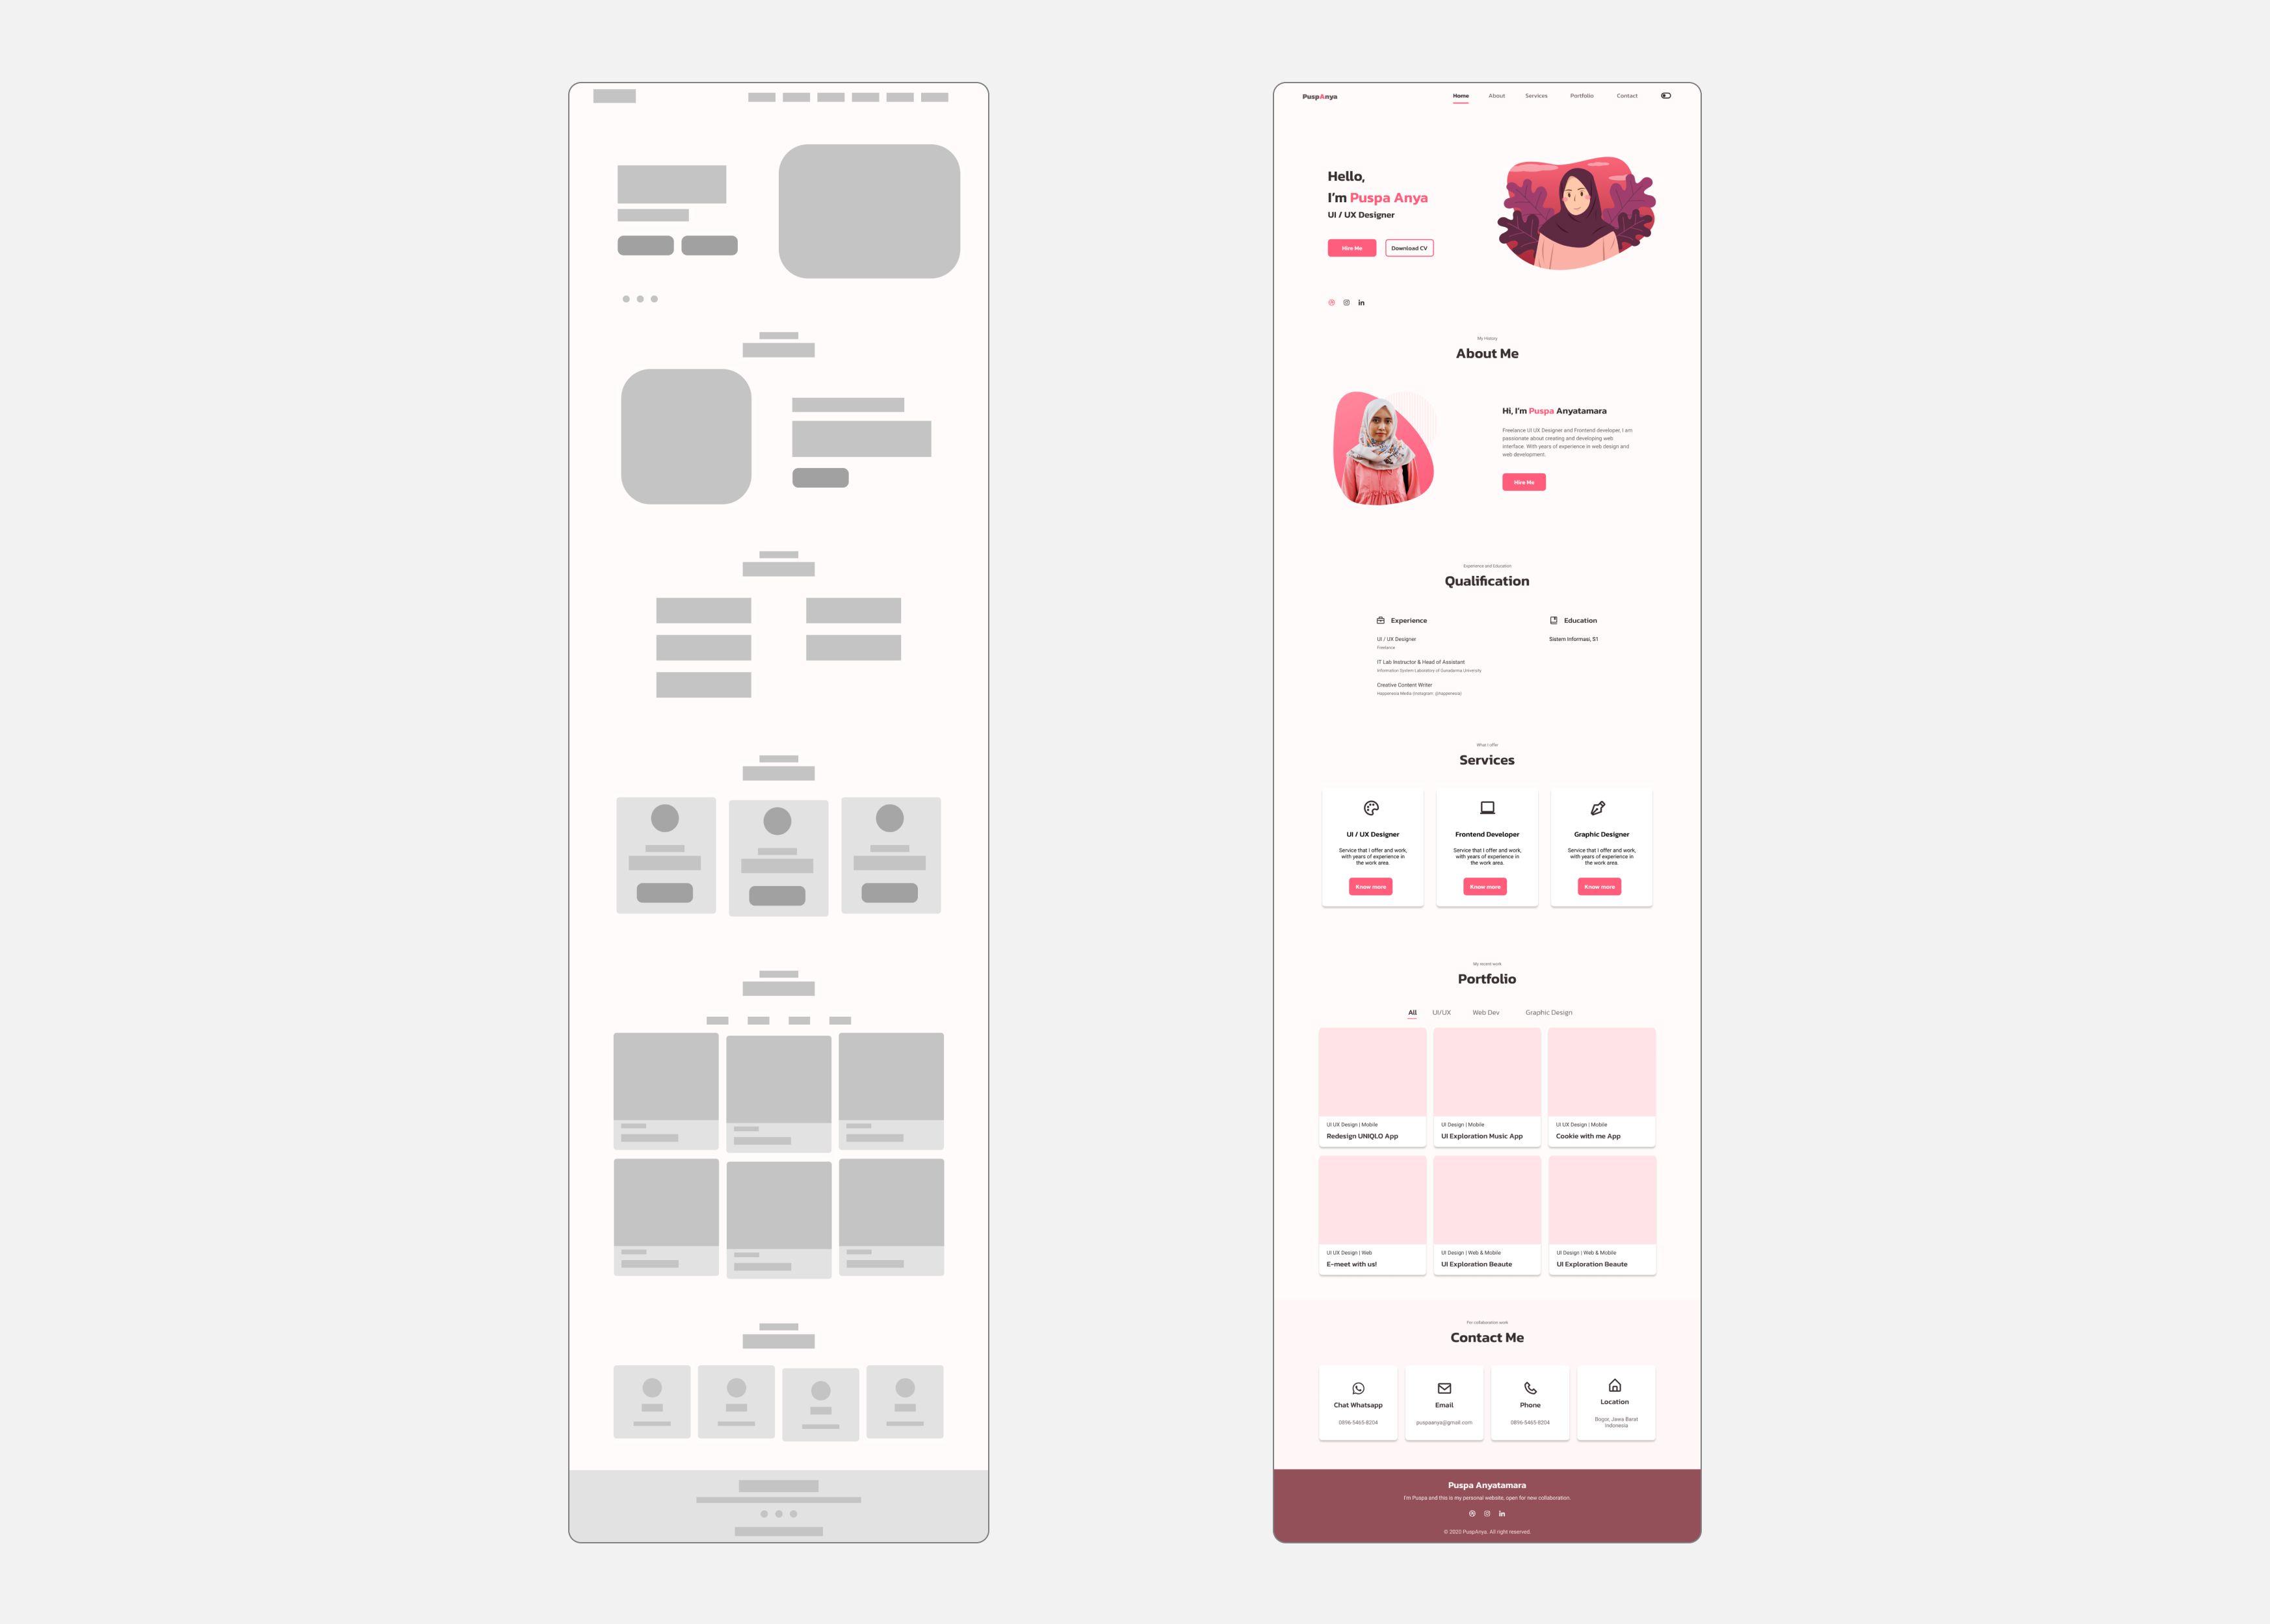 PuspAnya
Home About Services Portfolio Contact
Hello,
I'm Puspa Anya
UI / UX Designer
Hire Me
Download CV
in
My History
About Me
Hi, I'm Puspa Anyatamara
Freelance UI UX Designer and Frontend developer, I am
passionate about creating and developing web
interface. With years of experience in web design and
web development.
Hire Me
Experience and Education
Qualification
Experience
UI / UX Designer
Freelance
IT Lab Instructor & Head of Assistant
Information System Laboratory of Gunadarma University
Creative Content Writer
Happenesia Media (Instagram: @happenesia)
Education
Sistem Informasi, S1
What I offer
Services
UI / UX Designer
Service that I offer and work,
with years of experience in
the work area.
Know more
Frontend Developer
Service that I offer and work,
with years of experience in
the work area.
Know more
Graphic Designer
Service that I offer and work,
with years of experience in
the work area.
Know more
My recent work
Portfolio
All UI/UX Web Dev Graphic Design
UI UX Design | Mobile
Redesign UNIQLO App
UI Design | Mobile
UI Exploration Music App
UI UX Design | Mobile
Cookie with me App
UI UX Design | Web
E-meet with us!
UI Design | Web & Mobile
UI Exploration Beaute
UI Design | Web & Mobile
UI Exploration Beaute
For collaboration work
Contact Me
Chat Whatsapp
0896-5465-8204
Email
puspaanya@gmail.com
Phone
0896-5465-8204
Location
Bogor, Jawa Barat
Indonesia
Puspa Anyatamara
I'm Puspa and this is my personal website, open for new collaboration.
in
© 2020 PuspAnya. All right reserved.